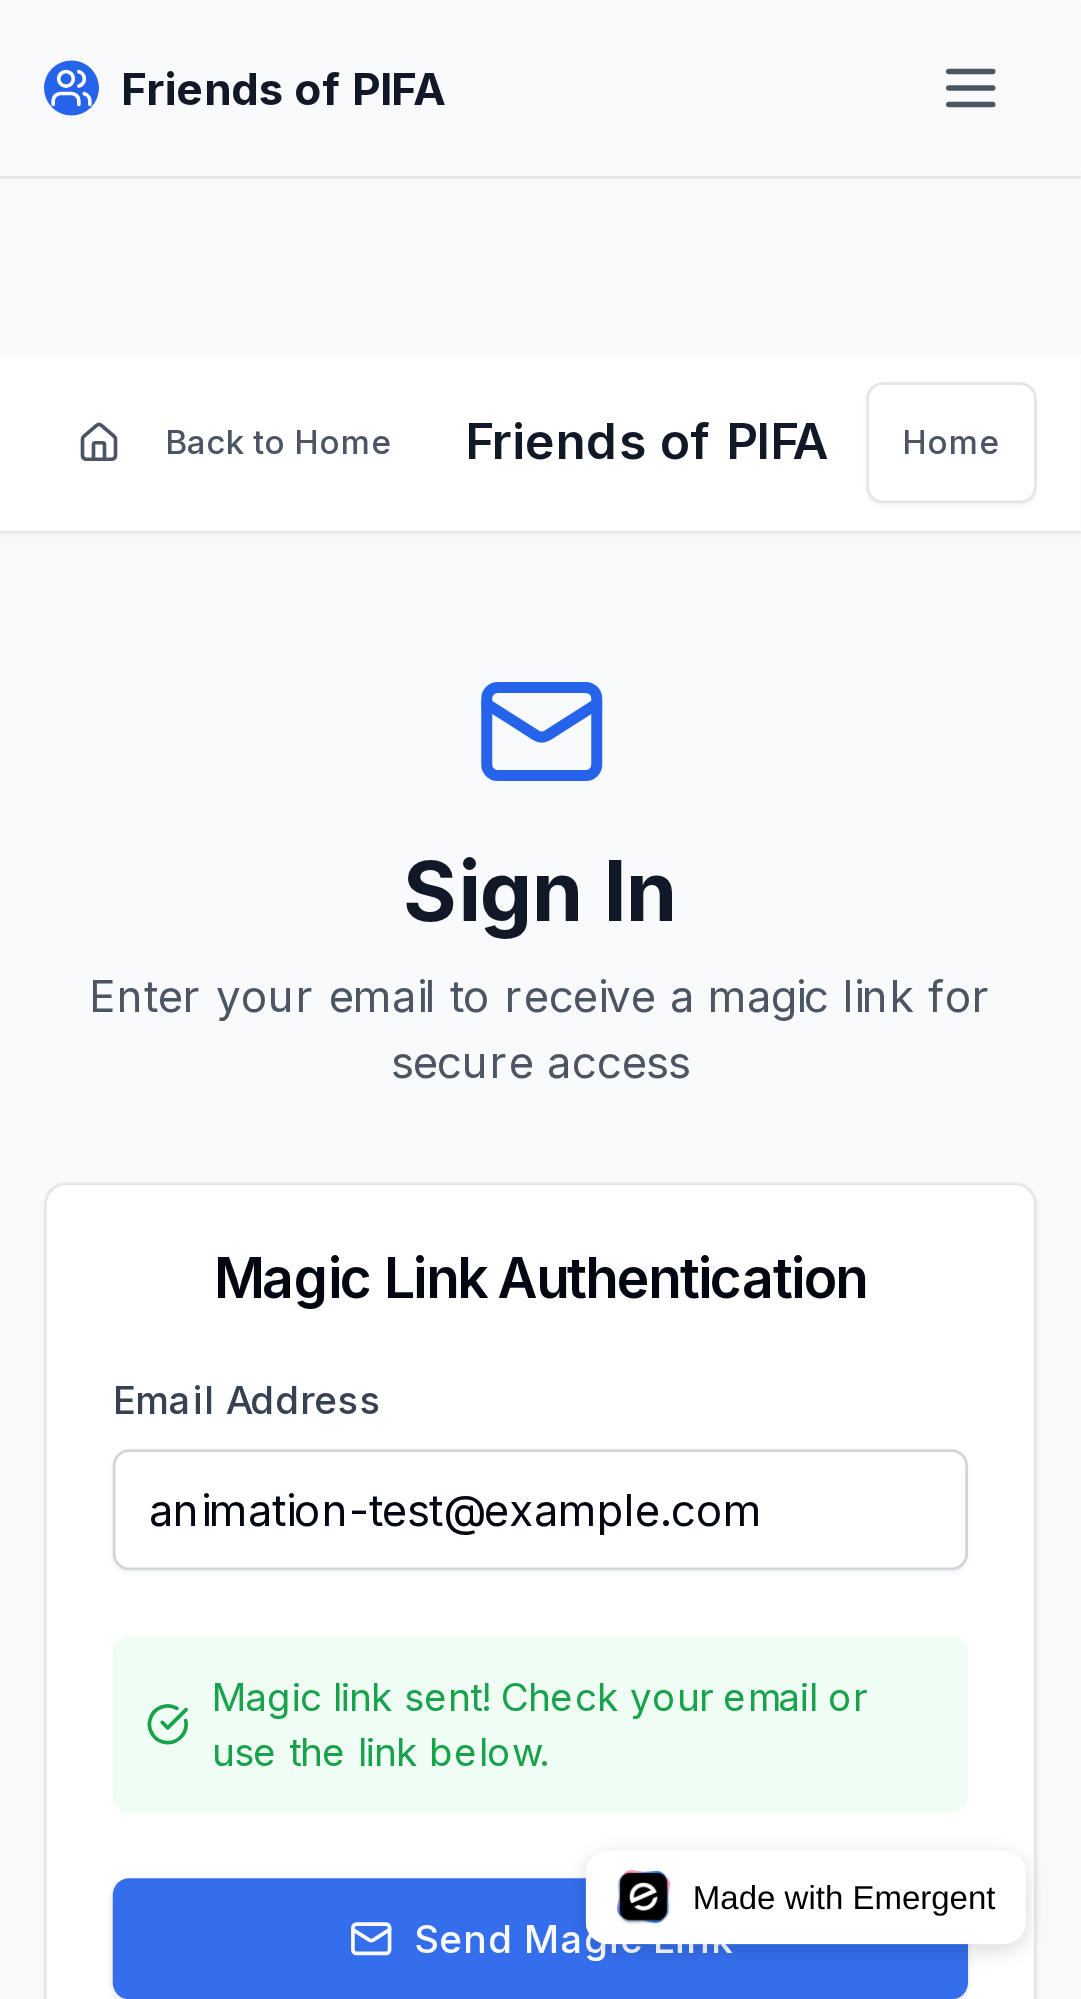 Friends of PIFA
Back to Home
Friends of PIFA
Home
Sign In
Enter your email to receive a magic link for
secure access
Magic Link Authentication
Email Address
animation-test@example.com
Magic link sent! Check your email or
use the link below.
Made with Emergent
Send Magic Link